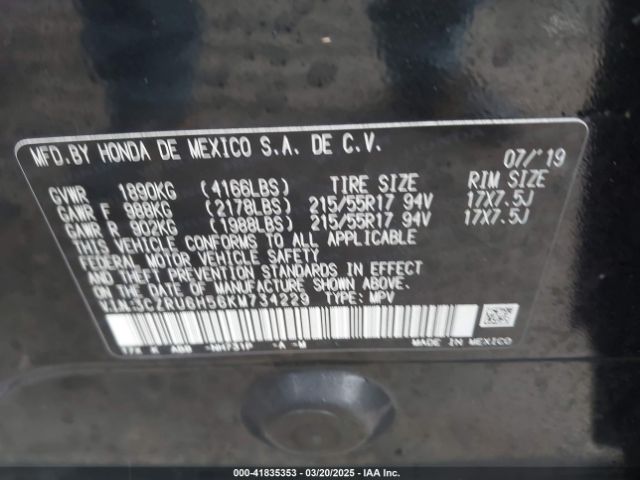 MFD.BY HONDA DE MEXICO S.A. DE C.V. 07/'19
GVWR 1890KG (4166LBS) TIRE SIZE RIM SIZE
GAWR F 988KG (2178LBS) 215/55R17 94V 17X7.5J
GAWR R 902KG (1988LBS) 215/55R17 94V 17X7.5J
THIS VEHICLE CONFORMS TO ALL APPLICABLE
FEDERAL MOTOR VEHICLE SAFETY
AND THEFT PREVENTION STANDARDS IN EFFECT
ON THE DATE OF MANUFACTURE SHOWN ABOVE.
TYPE: MPV
-NH731P -A -M
MADE IN MEXICO
000-41835353 — 03/20/2025 — IAA Inc.